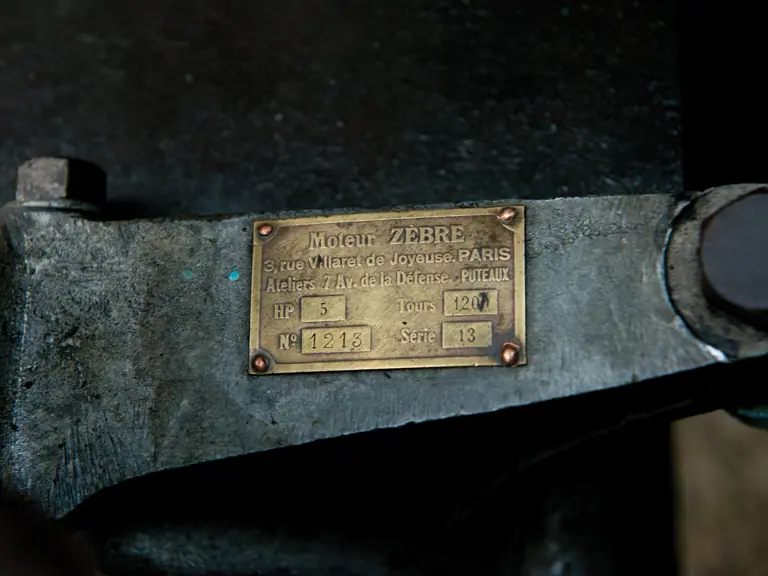 Moteur ZÈBRE
3, rue Villaret de Joyeuse. PARIS
Ateliers 7 Av. de la Défense. PUTEAUX
HP 5 Tours 1207
Nº 1213 Série 13